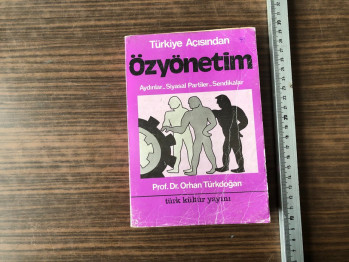 Türkiye Açısından
Özyönetim
Aydınlar.. Siyasal Partiler.. Sendikalar
Prof. Dr. Orhan Türkdoğan
türk kültür yayını